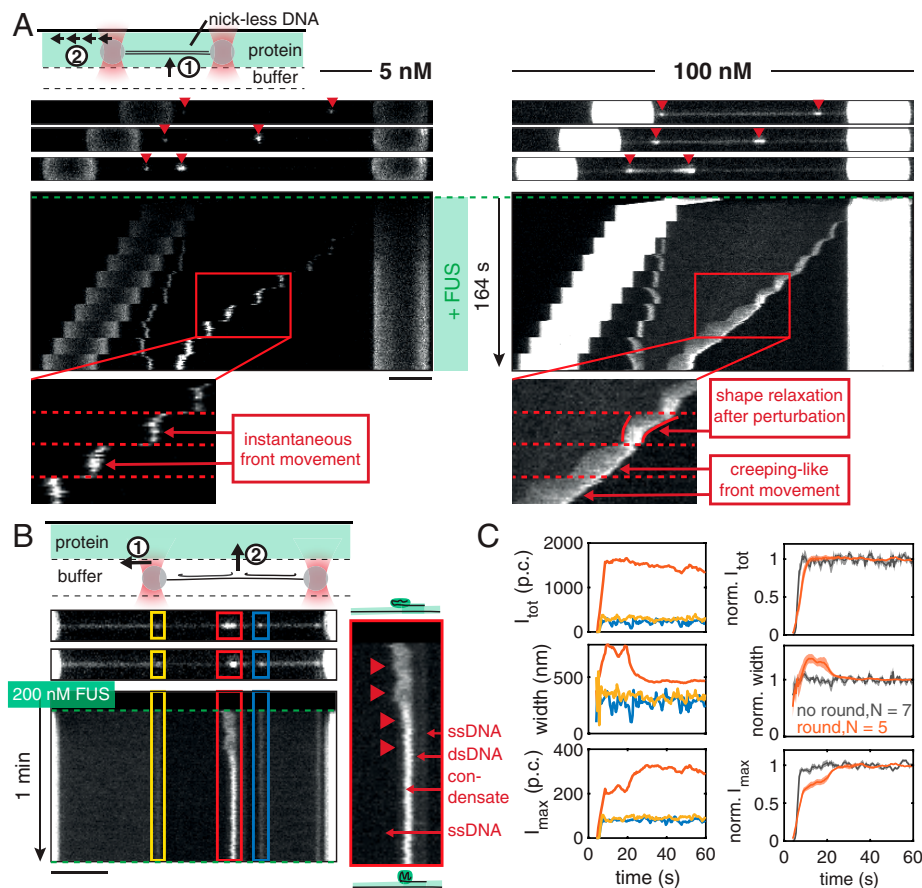 A
nick-less DNA
protein
buffer
2
1
5 nM
100 nM
+ FUS
164 s
instantaneous
front movement
shape relaxation
after perturbation
creeping-like
front movement
B
protein
buffer
1
2
200 nM FUS
1 min
ssDNA
dsDNA
con-
densate
ssDNA
C
I_tot (p.c.)
2000
1000
0
norm. I_tot
1
0.5
0
width (nm)
500
0
norm. width
1
0.5
0
no round,N = 7
round,N = 5
I_max (p.c.)
400
200
0
norm. I_max
1
0.5
0
0 20 40 60
time (s)
0 20 40 60
time (s)